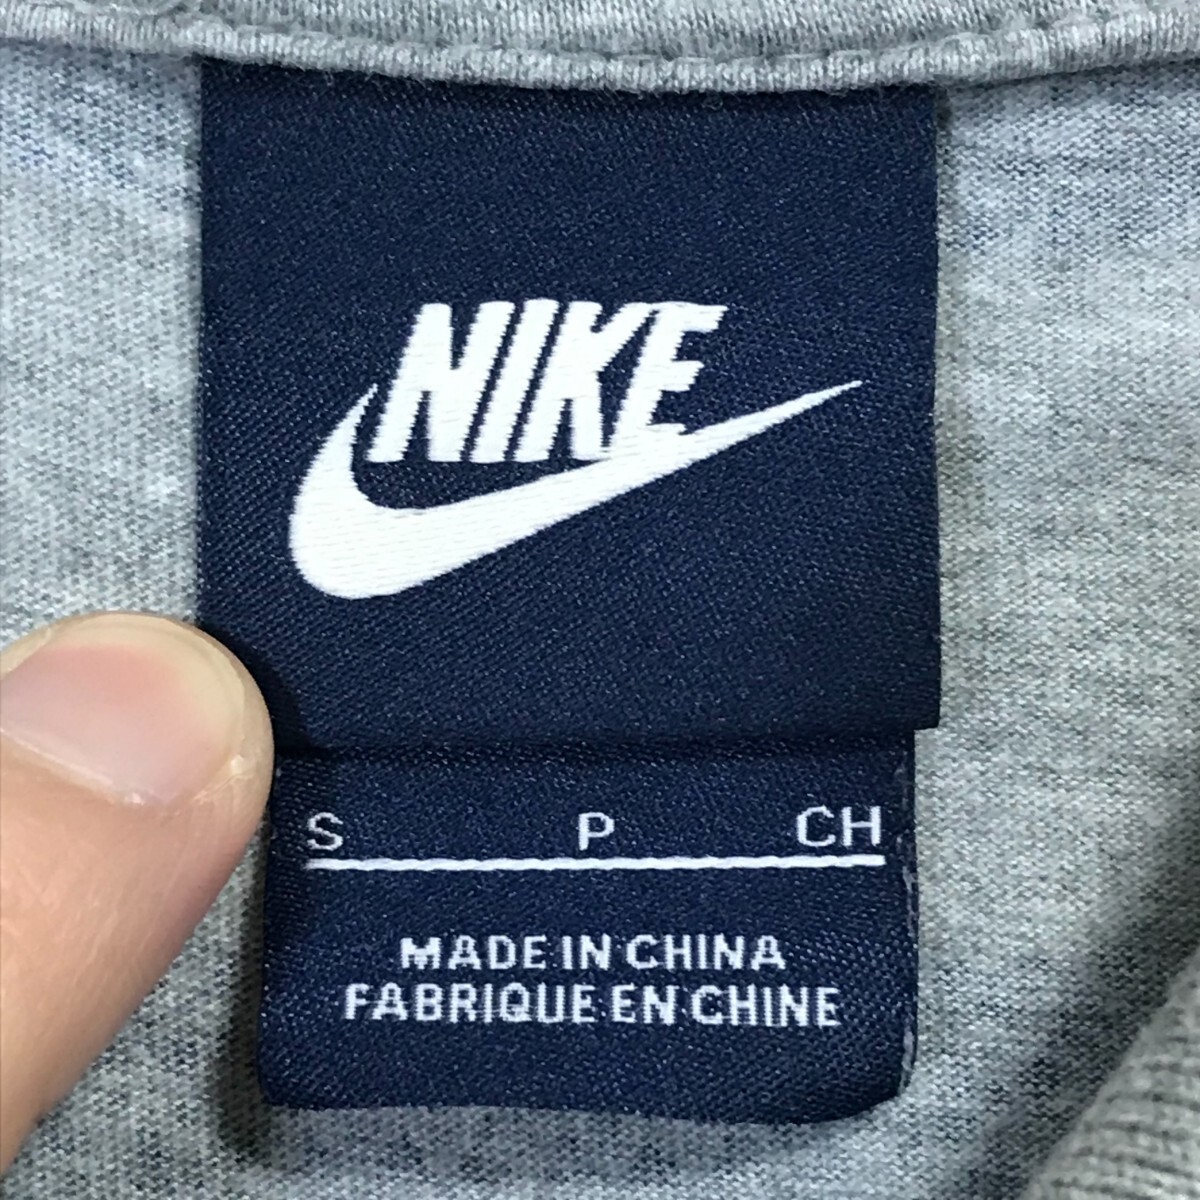 NIKE
S P CH
MADE IN CHINA
FABRIQUE EN CHINE